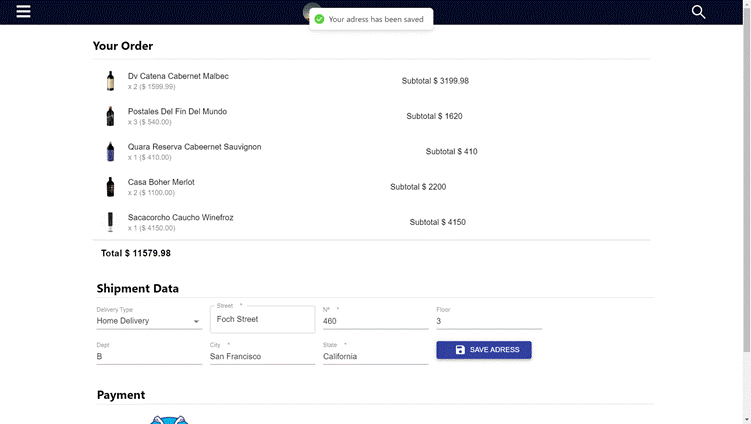 Your adress has been saved
Your Order
Dv Catena Cabernet Malbec
x 2 ($ 1599.99)
Subtotal $ 3199.98
Postales Del Fin Del Mundo
x 3 ($ 540.00)
Subtotal $ 1620
Quara Reserva Cabeernet Sauvignon
x 1 ($ 410.00)
Subtotal $ 410
Casa Boher Merlot
x 2 ($ 1100.00)
Subtotal $ 2200
Sacacorcho Caucho Winefroz
x 1 ($ 4150.00)
Subtotal $ 4150
Total $ 11579.98
Shipment Data
Delivery Type Street * Nº * Floor
Home Delivery Foch Street 460 3
Dept City * State *
B San Francisco California SAVE ADRESS
Payment